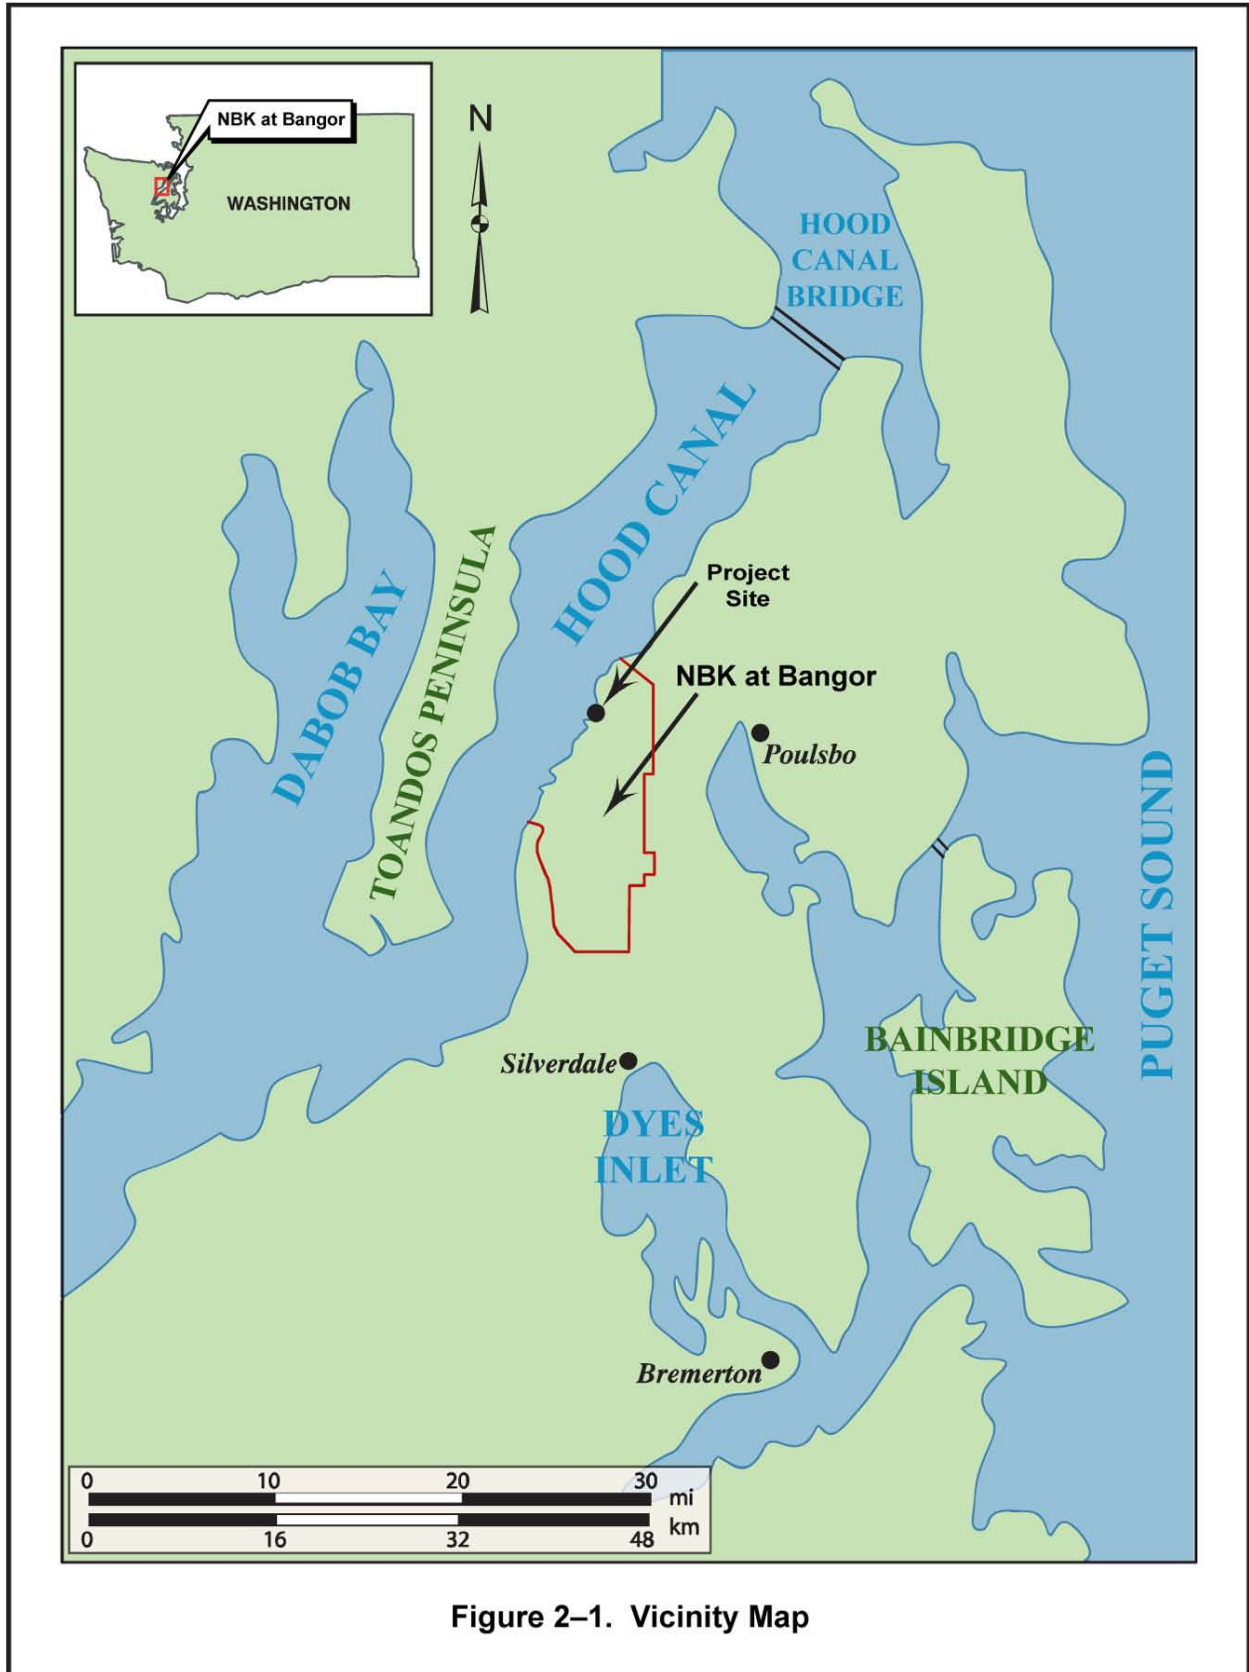 NBK at Bangor
WASHINGTON
N
HOOD
CANAL
BRIDGE
HOOD CANAL
DABOB BAY
TOANDOS PENINSULA
Project
Site
NBK at Bangor
Poulsbo
PUGET SOUND
BAINBRIDGE
ISLAND
Silverdale
DYES
INLET
Bremerton
0 10 20 30
mi
km
0 16 32 48
Figure 2–1. Vicinity Map